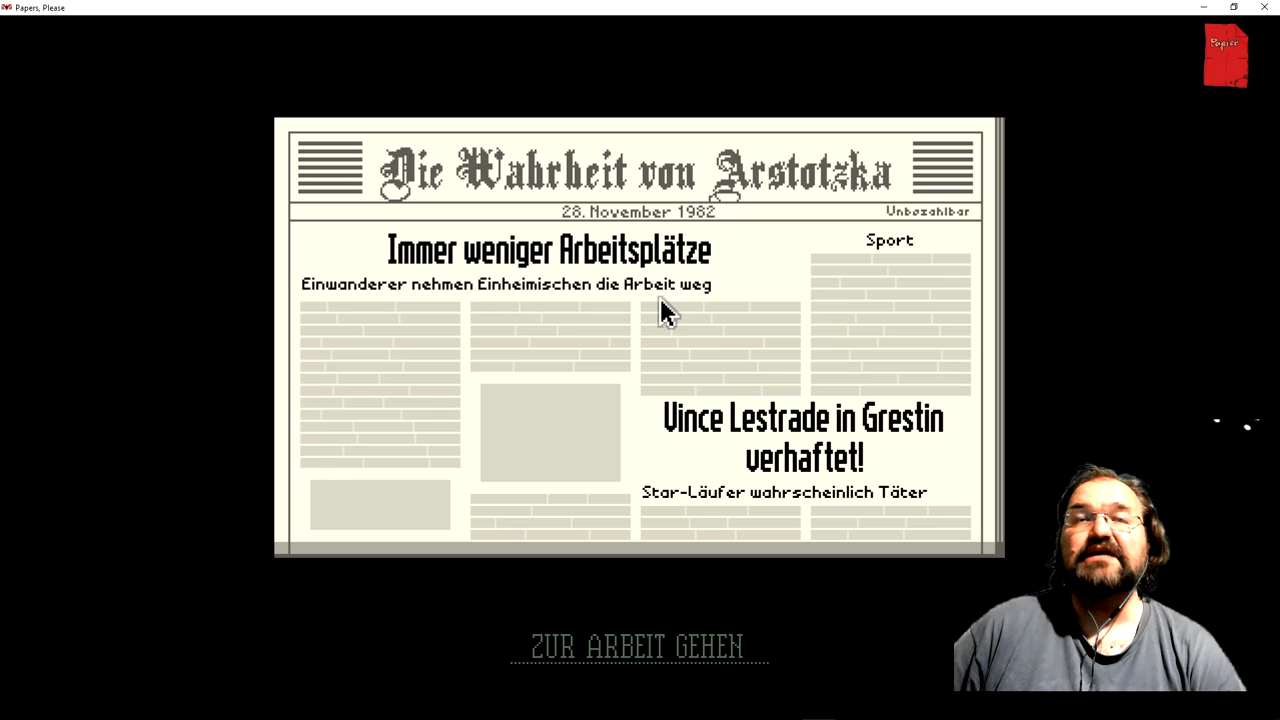 Papers, Please
Papier
Die Wahrheit von Arstotzka
28. November 1982
Unbezahlbar
Immer weniger Arbeitsplätze
Einwanderer nehmen Einheimischen die Arbeit weg
Sport
Vince Lestrade in Grestin
verhaftet!
Star-Läufer wahrscheinlich Täter
ZUR ARBEIT GEHEN